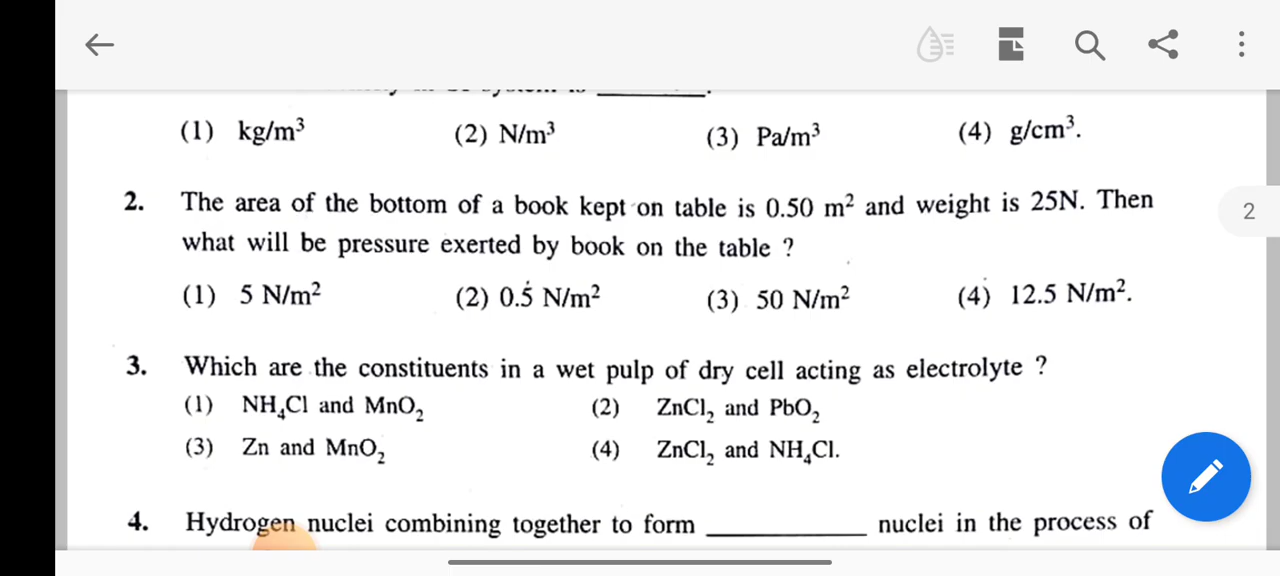 (1) kg/m³ (2) N/m³ (3) Pa/m³ (4) g/cm³.
2. The area of the bottom of a book kept on table is 0.50 m² and weight is 25N. Then
2
what will be pressure exerted by book on the table ?
(1) 5 N/m² (2) 0.5 N/m² (3) 50 N/m² (4) 12.5 N/m².
3. Which are the constituents in a wet pulp of dry cell acting as electrolyte ?
(1) NH₄Cl and MnO₂ (2) ZnCl₂ and PbO₂
(3) Zn and MnO₂ (4) ZnCl₂ and NH₄Cl.
4. Hydrogen nuclei combining together to form ________ nuclei in the process of